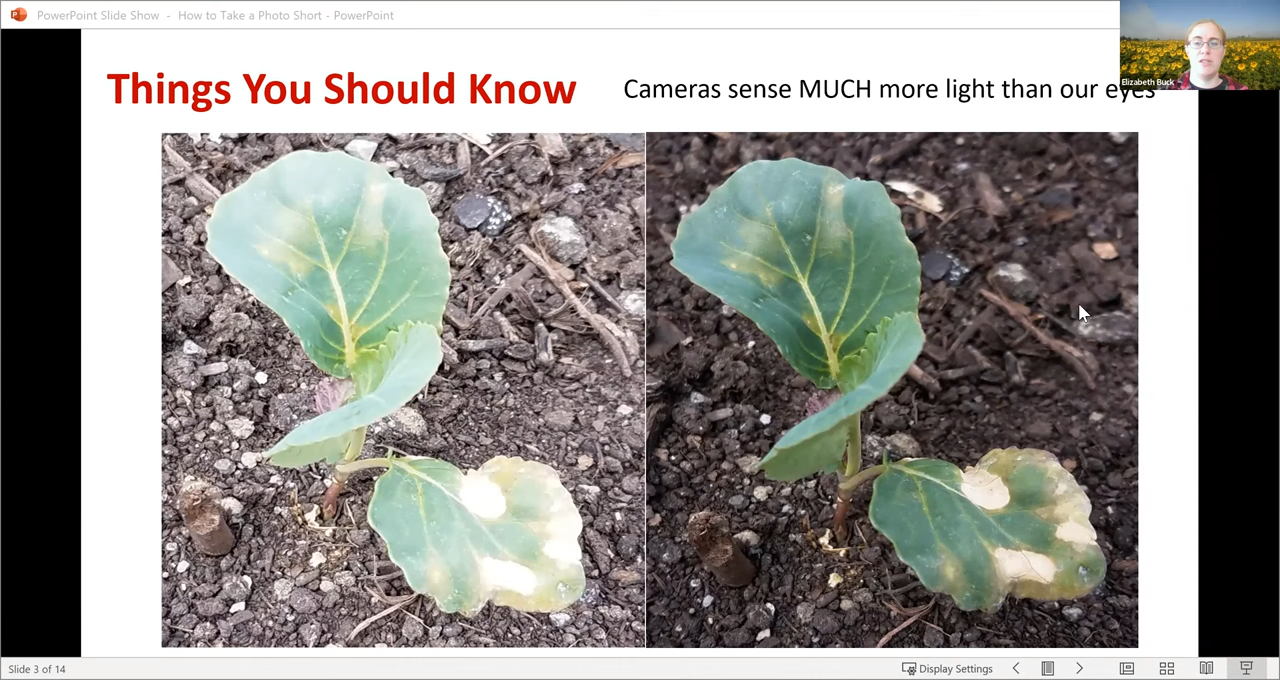 PowerPoint Slide Show - How to Take a Photo Short - PowerPoint
Things You Should Know
Cameras sense MUCH more light than our eyes
Elizabeth Buck
Slide 3 of 14
Display Settings